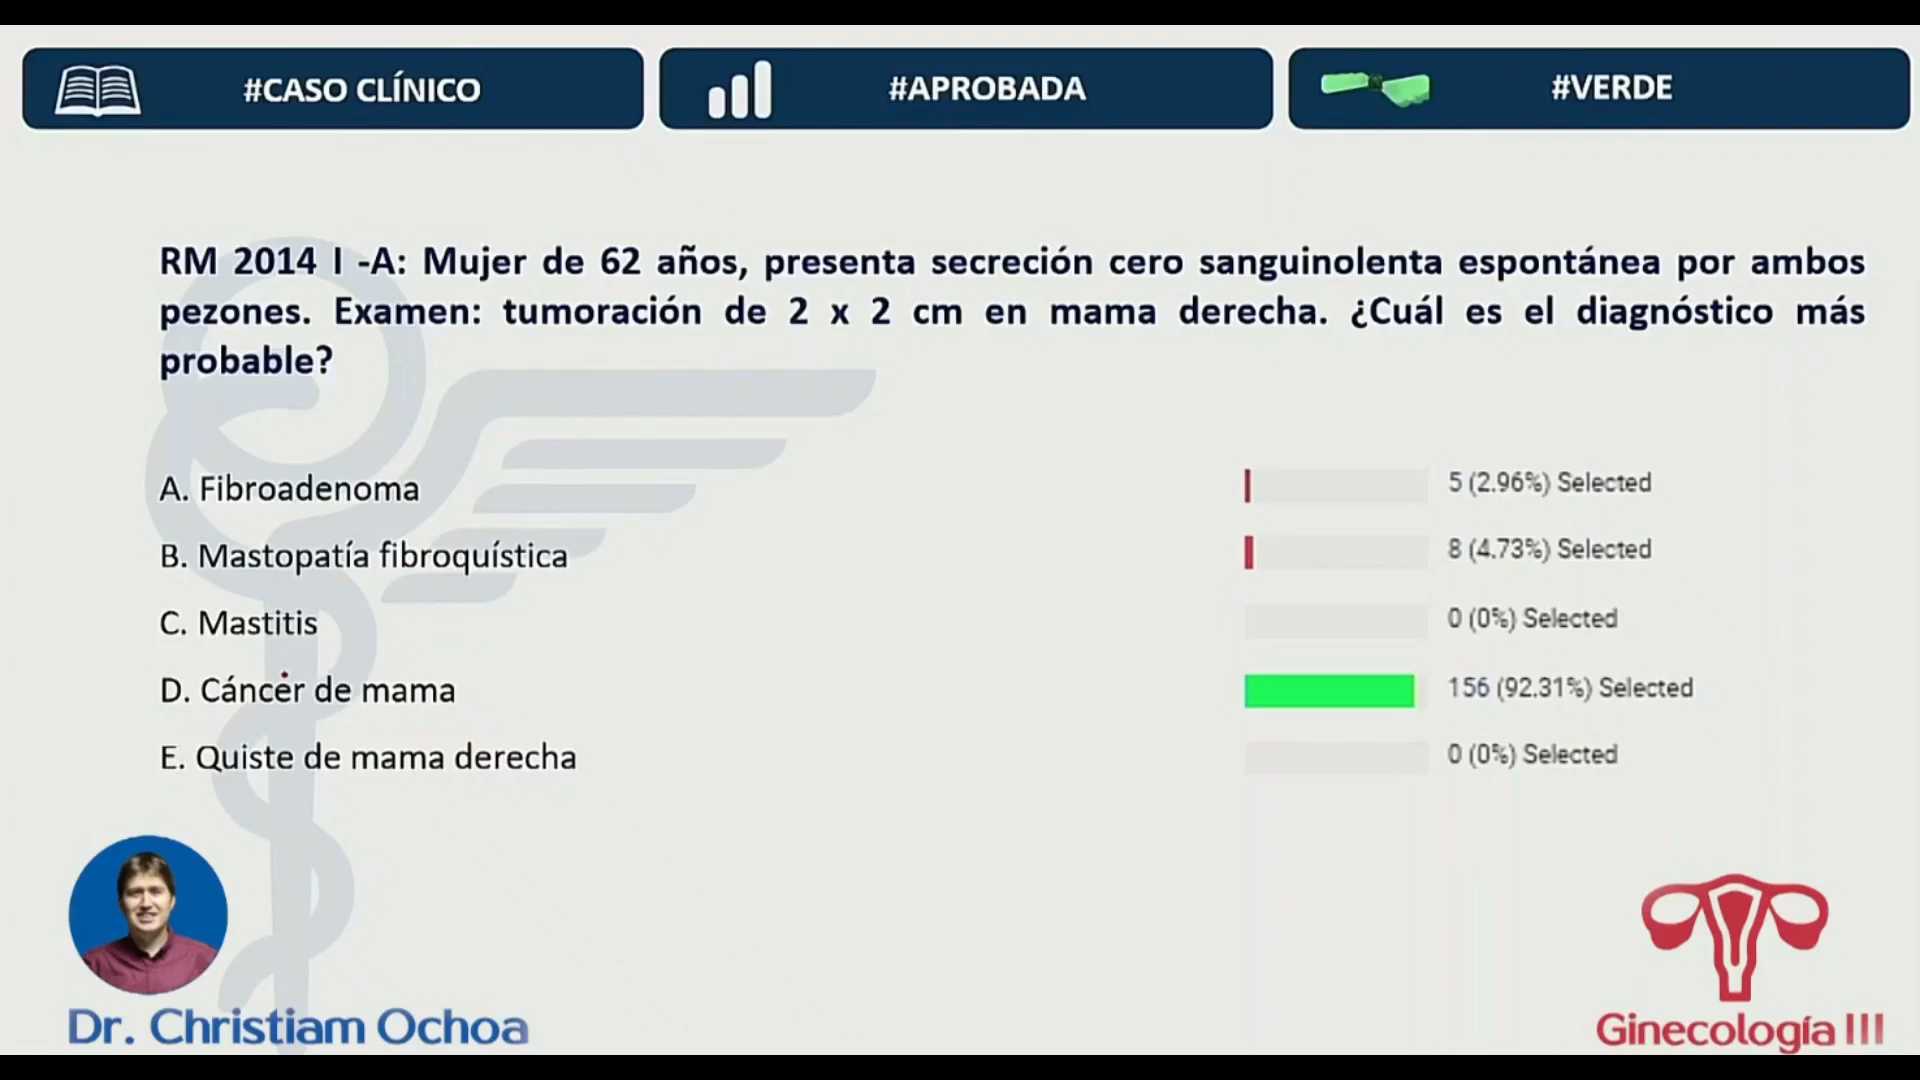 #CASO CLÍNICO
#APROBADA
#VERDE
RM 2014 I -A: Mujer de 62 años, presenta secreción cero sanguinolenta espontánea por ambos
pezones. Examen: tumoración de 2 x 2 cm en mama derecha. ¿Cuál es el diagnóstico más
probable?
A. Fibroadenoma
5 (2.96%) Selected
B. Mastopatía fibroquística
8 (4.73%) Selected
C. Mastitis
0 (0%) Selected
D. Cáncer de mama
156 (92.31%) Selected
E. Quiste de mama derecha
0 (0%) Selected
Dr. Christiam Ochoa
Ginecología III